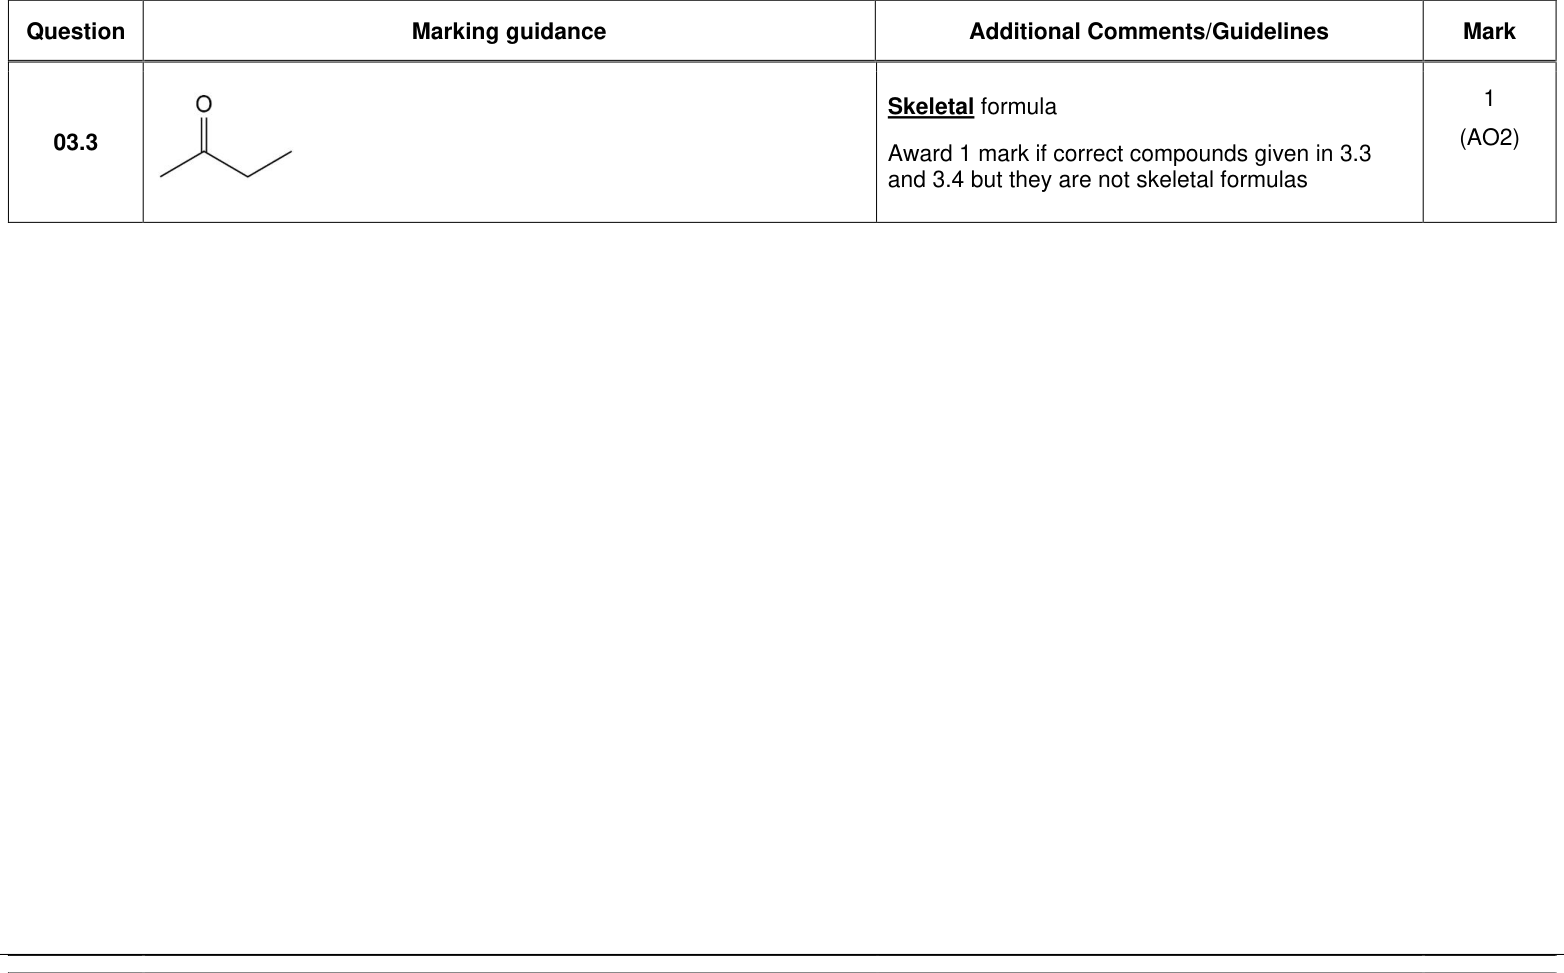 Question Marking guidance Additional Comments/Guidelines Mark
03.3
O
Skeletal formula
Award 1 mark if correct compounds given in 3.3
and 3.4 but they are not skeletal formulas
1
(AO2)